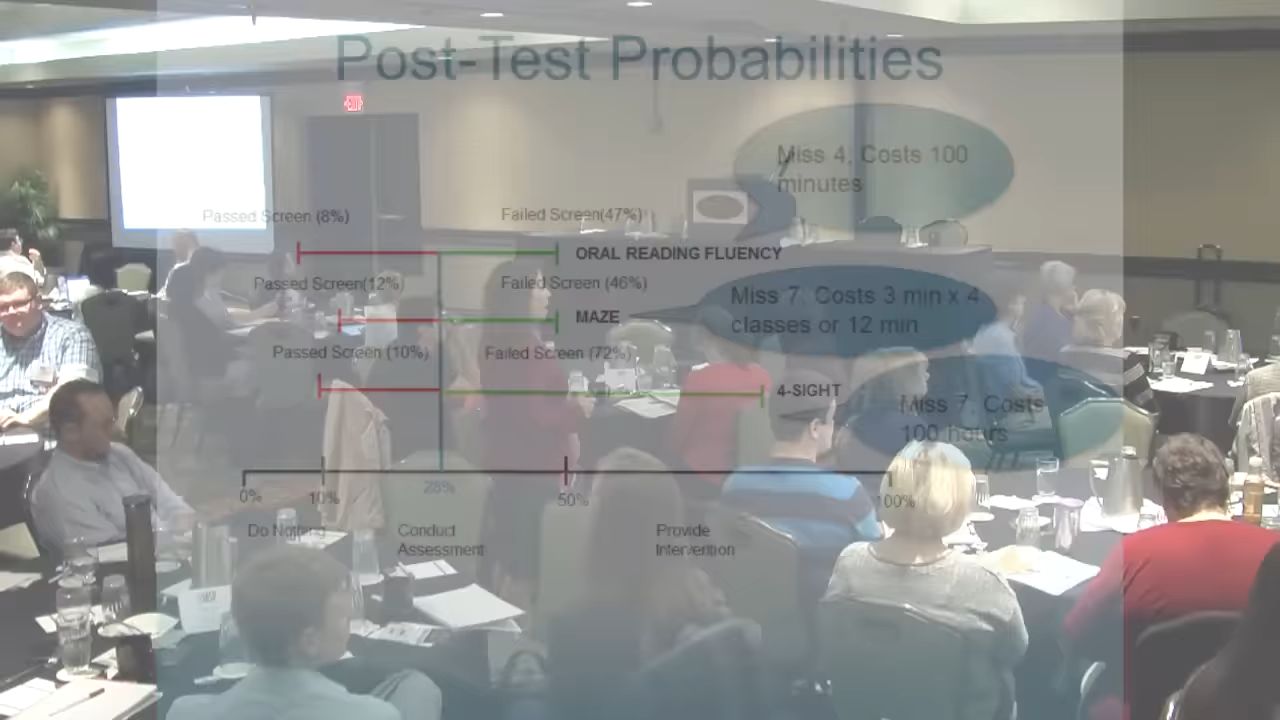 Post-Test Probabilities
Miss 4. Costs 100
minutes
Passed Screen (8%)
Failed Screen(47%)
ORAL READING FLUENCY
Passed Screen(12%)
Failed Screen (46%)
MAZE
Miss 7. Costs 3 min x 4
classes or 12 min
Passed Screen (10%)
Failed Screen (72%)
4-SIGHT
Miss 7. Costs
100 hours
0%
10%
28%
50%
100%
Do Nothing
Conduct
Assessment
Provide
Intervention
EXIT